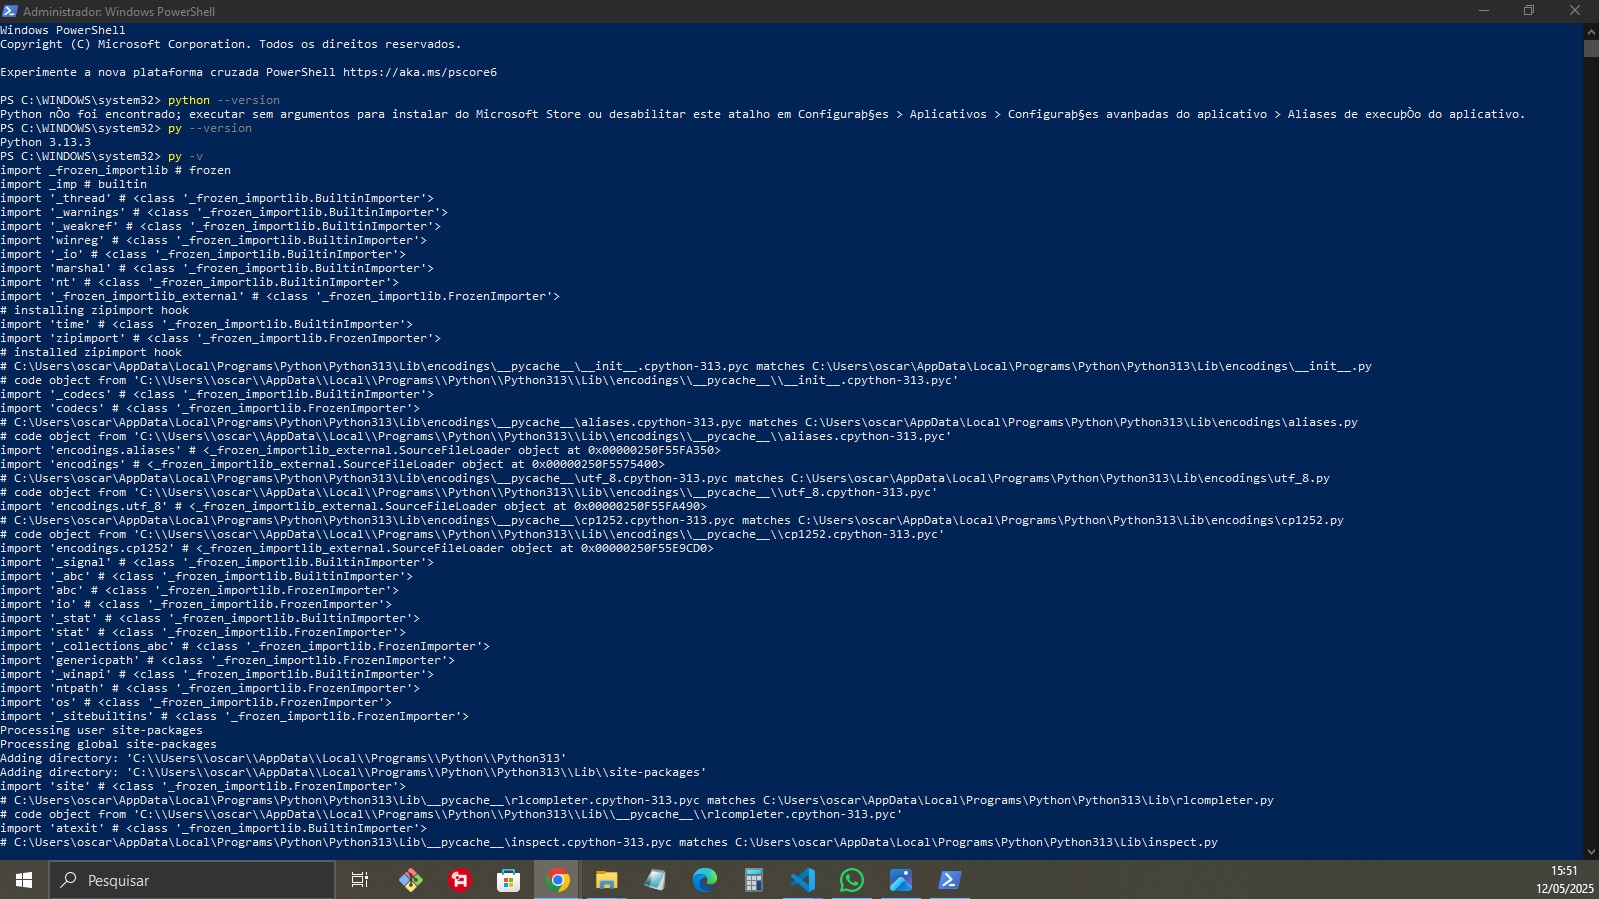 Administrador: Windows PowerShell
Windows PowerShell
Copyright (C) Microsoft Corporation. Todos os direitos reservados.
Experimente a nova plataforma cruzada PowerShell https://aka.ms/pscore6
PS C:\WINDOWS\system32> python --version
Python nÒo foi encontrado; executar sem argumentos para instalar do Microsoft Store ou desabilitar este atalho em Configuraþ§es > Aplicativos > Configuraþ§es avanþadas do aplicativo > Aliases de execuþÒo do aplicativo.
PS C:\WINDOWS\system32> py --version
Python 3.13.3
PS C:\WINDOWS\system32> py -v
import _frozen_importlib # frozen
import _imp # builtin
import '_thread' # <class '_frozen_importlib.BuiltinImporter'>
import '_warnings' # <class '_frozen_importlib.BuiltinImporter'>
import '_weakref' # <class '_frozen_importlib.BuiltinImporter'>
import 'winreg' # <class '_frozen_importlib.BuiltinImporter'>
import '_io' # <class '_frozen_importlib.BuiltinImporter'>
import 'marshal' # <class '_frozen_importlib.BuiltinImporter'>
import 'nt' # <class '_frozen_importlib.BuiltinImporter'>
import '_frozen_importlib_external' # <class '_frozen_importlib.FrozenImporter'>
# installing zipimport hook
import 'time' # <class '_frozen_importlib.BuiltinImporter'>
import 'zipimport' # <class '_frozen_importlib.FrozenImporter'>
# installed zipimport hook
# C:\Users\oscar\AppData\Local\Programs\Python\Python313\Lib\encodings\__pycache__\__init__.cpython-313.pyc matches C:\Users\oscar\AppData\Local\Programs\Python\Python313\Lib\encodings\__init__.py
# code object from 'C:\\Users\\oscar\\AppData\\Local\\Programs\\Python\\Python313\\Lib\\encodings\\__pycache__\\__init__.cpython-313.pyc'
import '_codecs' # <class '_frozen_importlib.BuiltinImporter'>
import 'codecs' # <class '_frozen_importlib.FrozenImporter'>
# C:\Users\oscar\AppData\Local\Programs\Python\Python313\Lib\encodings\__pycache__\aliases.cpython-313.pyc matches C:\Users\oscar\AppData\Local\Programs\Python\Python313\Lib\encodings\aliases.py
# code object from 'C:\\Users\\oscar\\AppData\\Local\\Programs\\Python\\Python313\\Lib\\encodings\\__pycache__\\aliases.cpython-313.pyc'
import 'encodings.aliases' # <_frozen_importlib_external.SourceFileLoader object at 0x00000250F55FA350>
import 'encodings' # <_frozen_importlib_external.SourceFileLoader object at 0x00000250F5575400>
# C:\Users\oscar\AppData\Local\Programs\Python\Python313\Lib\encodings\__pycache__\utf_8.cpython-313.pyc matches C:\Users\oscar\AppData\Local\Programs\Python\Python313\Lib\encodings\utf_8.py
# code object from 'C:\\Users\\oscar\\AppData\\Local\\Programs\\Python\\Python313\\Lib\\encodings\\__pycache__\\utf_8.cpython-313.pyc'
import 'encodings.utf_8' # <_frozen_importlib_external.SourceFileLoader object at 0x00000250F55FA490>
# C:\Users\oscar\AppData\Local\Programs\Python\Python313\Lib\encodings\__pycache__\cp1252.cpython-313.pyc matches C:\Users\oscar\AppData\Local\Programs\Python\Python313\Lib\encodings\cp1252.py
# code object from 'C:\\Users\\oscar\\AppData\\Local\\Programs\\Python\\Python313\\Lib\\encodings\\__pycache__\\cp1252.cpython-313.pyc'
import 'encodings.cp1252' # <_frozen_importlib_external.SourceFileLoader object at 0x00000250F55E9CD0>
import '_signal' # <class '_frozen_importlib.BuiltinImporter'>
import '_abc' # <class '_frozen_importlib.BuiltinImporter'>
import 'abc' # <class '_frozen_importlib.FrozenImporter'>
import 'io' # <class '_frozen_importlib.FrozenImporter'>
import '_stat' # <class '_frozen_importlib.BuiltinImporter'>
import 'stat' # <class '_frozen_importlib.FrozenImporter'>
import '_collections_abc' # <class '_frozen_importlib.FrozenImporter'>
import 'genericpath' # <class '_frozen_importlib.FrozenImporter'>
import '_winapi' # <class '_frozen_importlib.BuiltinImporter'>
import 'ntpath' # <class '_frozen_importlib.FrozenImporter'>
import 'os' # <class '_frozen_importlib.FrozenImporter'>
import '_sitebuiltins' # <class '_frozen_importlib.FrozenImporter'>
Processing user site-packages
Processing global site-packages
Adding directory: 'C:\\Users\\oscar\\AppData\\Local\\Programs\\Python\\Python313'
Adding directory: 'C:\\Users\\oscar\\AppData\\Local\\Programs\\Python\\Python313\\Lib\\site-packages'
import 'site' # <class '_frozen_importlib.FrozenImporter'>
# C:\Users\oscar\AppData\Local\Programs\Python\Python313\Lib\__pycache__\rlcompleter.cpython-313.pyc matches C:\Users\oscar\AppData\Local\Programs\Python\Python313\Lib\rlcompleter.py
# code object from 'C:\\Users\\oscar\\AppData\\Local\\Programs\\Python\\Python313\\Lib\\__pycache__\\rlcompleter.cpython-313.pyc'
import 'atexit' # <class '_frozen_importlib.BuiltinImporter'>
# C:\Users\oscar\AppData\Local\Programs\Python\Python313\Lib\__pycache__\inspect.cpython-313.pyc matches C:\Users\oscar\AppData\Local\Programs\Python\Python313\Lib\inspect.py
Pesquisar
15:51
12/05/2025